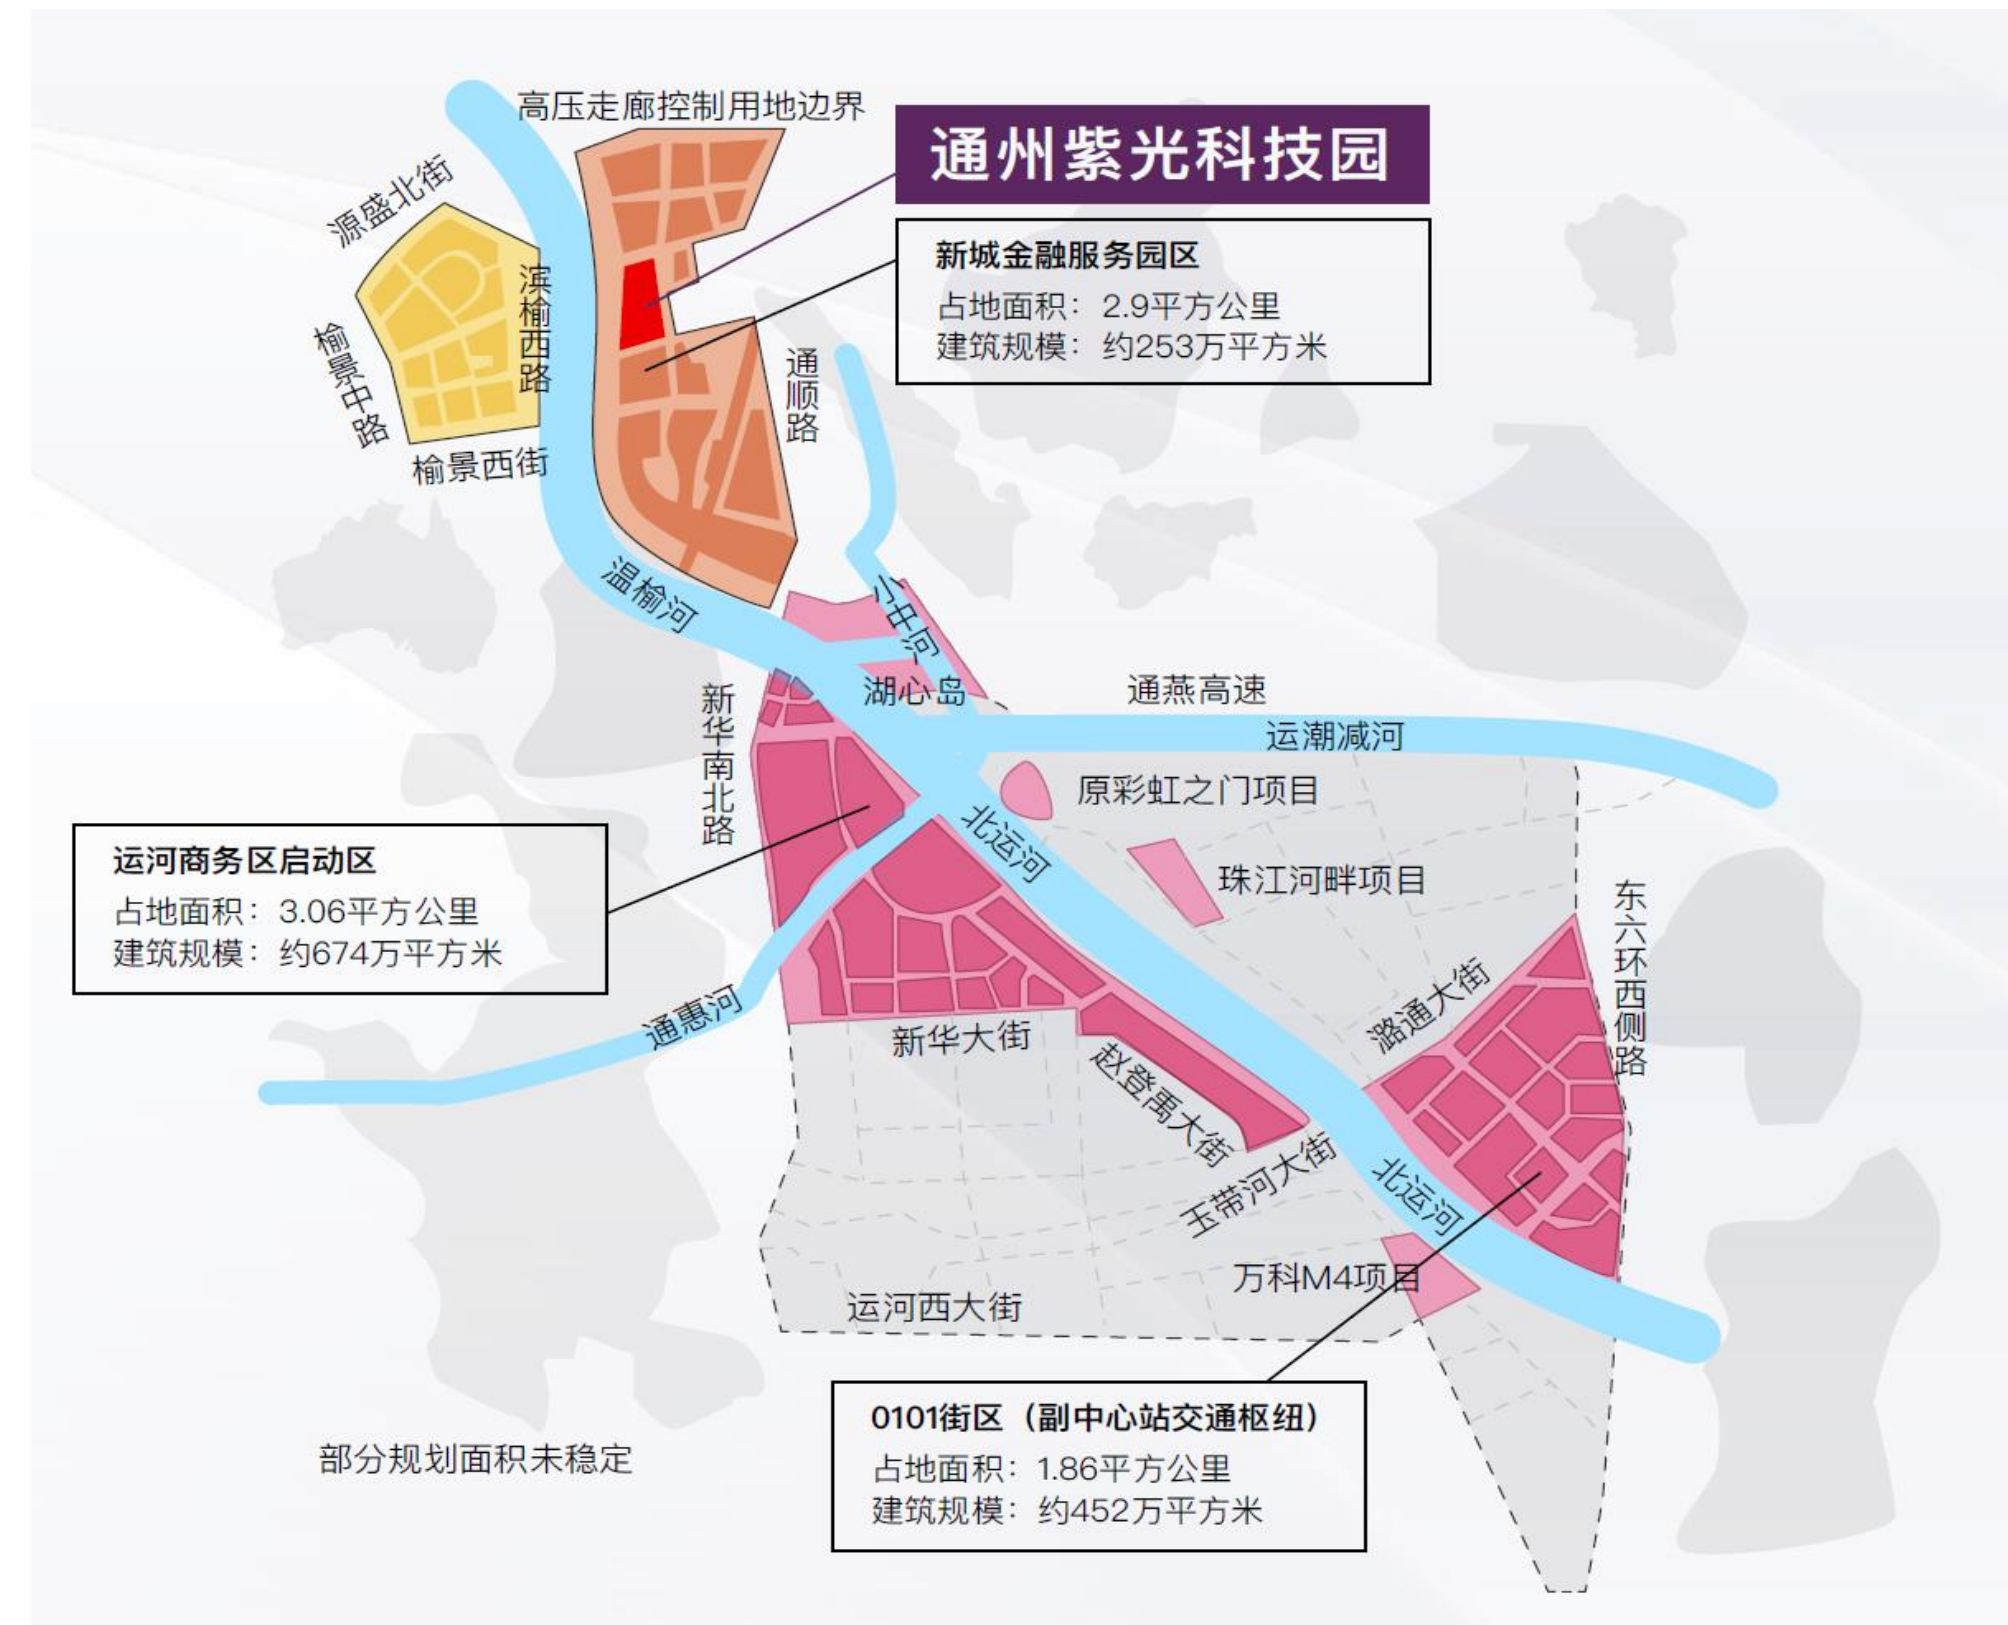 高压走廊控制用地边界
通州紫光科技园
源盛北街
新城金融服务园区
占地面积：2.9平方公里
建筑规模：约253万平方米
滨榆西路
榆景中路
通顺路
榆景西街
温榆河
小中河
湖心岛
通燕高速
新华南北路
运潮减河
原彩虹之门项目
北运河
珠江河畔项目
运河商务区启动区
占地面积：3.06平方公里
建筑规模：约674万平方米
东六环西侧路
潞通大街
通惠河
新华大街
赵登禹大街
玉带河大街
北运河
万科M4项目
运河西大街
0101街区（副中心站交通枢纽）
占地面积：1.86平方公里
建筑规模：约452万平方米
部分规划面积未稳定